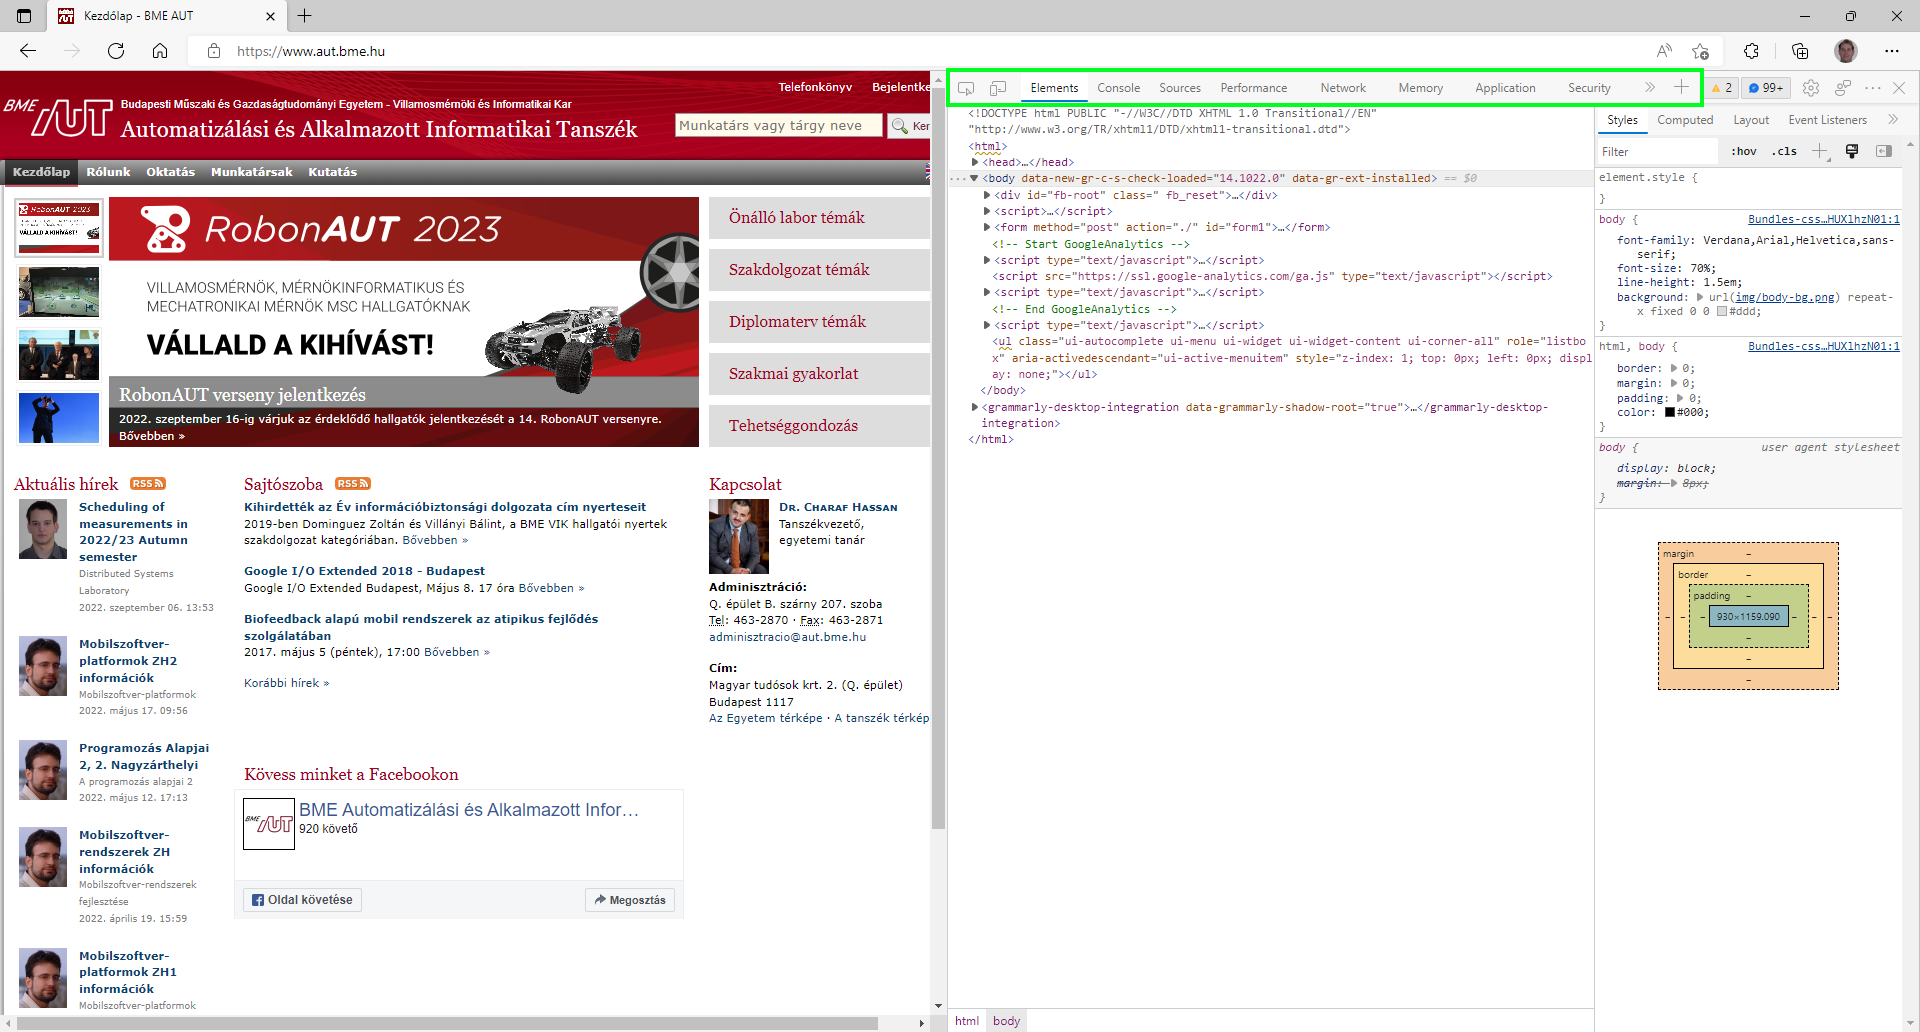 Kezdőlap - BME AUT
https://www.aut.bme.hu
Telefonkönyv Bejelentke
BME AUT
Budapesti Műszaki és Gazdaságtudományi Egyetem - Villamosmérnöki és Informatikai Kar
Automatizálási és Alkalmazott Informatikai Tanszék
Munkatárs vagy tárgy neve Ker
Kezdőlap Rólunk Oktatás Munkatársak Kutatás
RobonAUT 2023
VILLAMOSMÉRNÖK, MÉRNÖKINFORMATIKUS ÉS
MECHATRONIKAI MÉRNÖK MSC HALLGATÓKNAK
VÁLLALD A KIHÍVÁST!
RobonAUT verseny jelentkezés
2022. szeptember 16-ig várjuk az érdeklődő hallgatók jelentkezését a 14. RobonAUT versenyre.
Bővebben »
Önálló labor témák
Szakdolgozat témák
Diplomaterv témák
Szakmai gyakorlat
Tehetséggondozás
Aktuális hírek RSS
Scheduling of
measurements in
2022/23 Autumn
semester
Distributed Systems
Laboratory
2022. szeptember 06. 13:53
Mobilszoftver-
platformok ZH2
információk
Mobilszoftver-platformok
2022. május 17. 09:56
Programozás Alapjai
2, 2. Nagyzárthelyi
A programozás alapjai 2
2022. május 12. 17:13
Mobilszoftver-
rendszerek ZH
információk
Mobilszoftver-rendszerek
fejlesztése
2022. április 19. 15:59
Mobilszoftver-
platformok ZH1
információk
Mobilszoftver-platformok
Sajtószoba RSS
Kihirdették az Év információbiztonsági dolgozata cím nyerteseit
2019-ben Dominguez Zoltán és Villányi Bálint, a BME VIK hallgatói nyertek
szakdolgozat kategóriában. Bővebben »
Google I/O Extended 2018 - Budapest
Google I/O Extended Budapest, Május 8. 17 óra Bővebben »
Biofeedback alapú mobil rendszerek az atipikus fejlődés
szolgálatában
2017. május 5 (péntek), 17:00 Bővebben »
Korábbi hírek »
Kövess minket a Facebookon
BME AUT
BME Automatizálási és Alkalmazott Infor…
920 követő
Oldal követése Megosztás
Kapcsolat
Dr. Charaf Hassan
Tanszékvezető,
egyetemi tanár
Adminisztráció:
Q. épület B. szárny 207. szoba
Tel: 463-2870 · Fax: 463-2871
adminisztracio@aut.bme.hu
Cím:
Magyar tudósok krt. 2. (Q. épület)
Budapest 1117
Az Egyetem térképe · A tanszék térkép
Elements Console Sources Performance Network Memory Application Security 2 99+
<!DOCTYPE html PUBLIC "-//W3C//DTD XHTML 1.0 Transitional//EN"
"http://www.w3.org/TR/xhtml1/DTD/xhtml1-transitional.dtd">
<html>
<head>…</head>
<body data-new-gr-c-s-check-loaded="14.1022.0" data-gr-ext-installed> == $0
<div id="fb-root" class=" fb_reset">…</div>
<script>…</script>
<form method="post" action="./" id="form1">…</form>
<!-- Start GoogleAnalytics -->
<script type="text/javascript">…</script>
<script src="https://ssl.google-analytics.com/ga.js" type="text/javascript"></script>
<script type="text/javascript">…</script>
<!-- End GoogleAnalytics -->
<script type="text/javascript">…</script>
<ul class="ui-autocomplete ui-menu ui-widget ui-widget-content ui-corner-all" role="listbo
x" aria-activedescendant="ui-active-menuitem" style="z-index: 1; top: 0px; left: 0px; displ
ay: none;"></ul>
</body>
<grammarly-desktop-integration data-grammarly-shadow-root="true">…</grammarly-desktop-
integration>
</html>
html body
Styles Computed Layout Event Listeners
Filter :hov .cls
element.style {
}
body { Bundles-css…HUXlhzN01:1
font-family: Verdana,Arial,Helvetica,sans-
serif;
font-size: 70%;
line-height: 1.5em;
background: url(img/body-bg.png) repeat-
x fixed 0 0 #ddd;
}
html, body { Bundles-css…HUXlhzN01:1
border: 0;
margin: 0;
padding: 0;
color: #000;
}
body { user agent stylesheet
display: block;
margin: 8px;
}
margin –
border –
padding –
– – – 930×1159.090 – – –
–
–
–